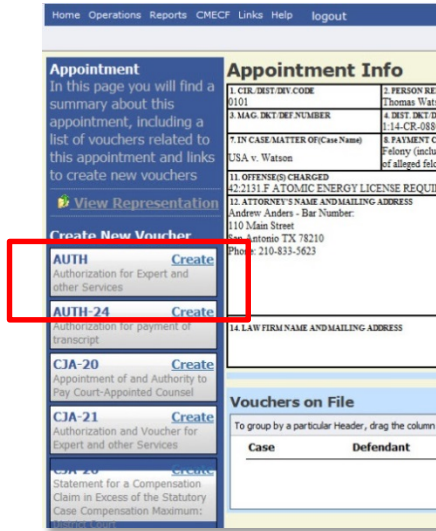 Home Operations Reports CMECF Links Help logout
Appointment
In this page you will find a
summary about this
appointment, including a
list of vouchers related to
this appointment and links
to create new vouchers
View Representation
Create New Voucher
AUTH Create
Authorization for Expert and
other Services
AUTH-24 Create
Authorization for payment of
transcript
CJA-20 Create
Appointment of and Authority to
Pay Court-Appointed Counsel
CJA-21 Create
Authorization and Voucher for
Expert and other Services
CJA-26 Create
Statement for a Compensation
Claim in Excess of the Statutory
Case Compensation Maximum:
District Court
Appointment Info
1. CIR./DIST/DIV.CODE
0101
2. PERSON RE
Thomas Wat
3. MAG. DKT/DEF.NUMBER
4. DIST. DKT/D
1:14-CR-088
7. IN CASE/MATTER OF(Case Name)
USA v. Watson
8. PAYMENT C
Felony (inclu
of alleged felo
11. OFFENSE(S) CHARGED
42:2131.F ATOMIC ENERGY LICENSE REQUI
12. ATTORNEY'S NAME AND MAILING ADDRESS
Andrew Anders - Bar Number:
110 Main Street
San Antonio TX 78210
Phone: 210-833-5623
14. LAW FIRM NAME AND MAILING ADDRESS
Vouchers on File
To group by a particular Header, drag the column
Case Defendant